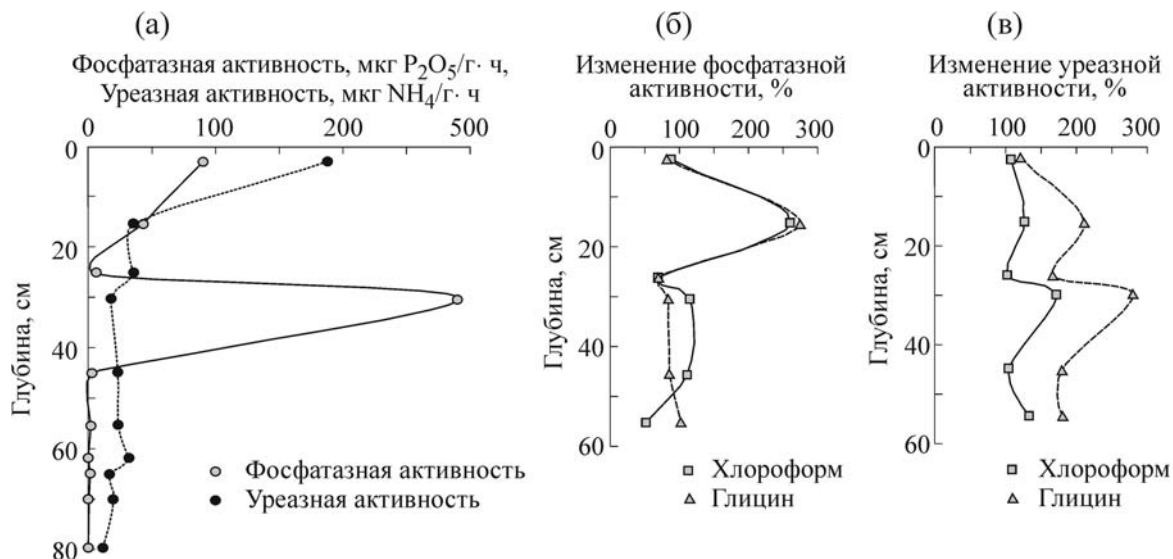 (а)
Фосфатазная активность, мкг P₂O₅/г· ч,
Уреазная активность, мкг NH₄/г· ч
0 100 200 500
0
20
40
60
80
Глубина, см
Фосфатазная активность
Уреазная активность
(б)
Изменение фосфатазной
активности, %
0 100 200 300
0
20
40
60
Глубина, см
Хлороформ
Глицин
(в)
Изменение уреазной
активности, %
0 100 200 300
0
20
40
60
Глубина, см
Хлороформ
Глицин